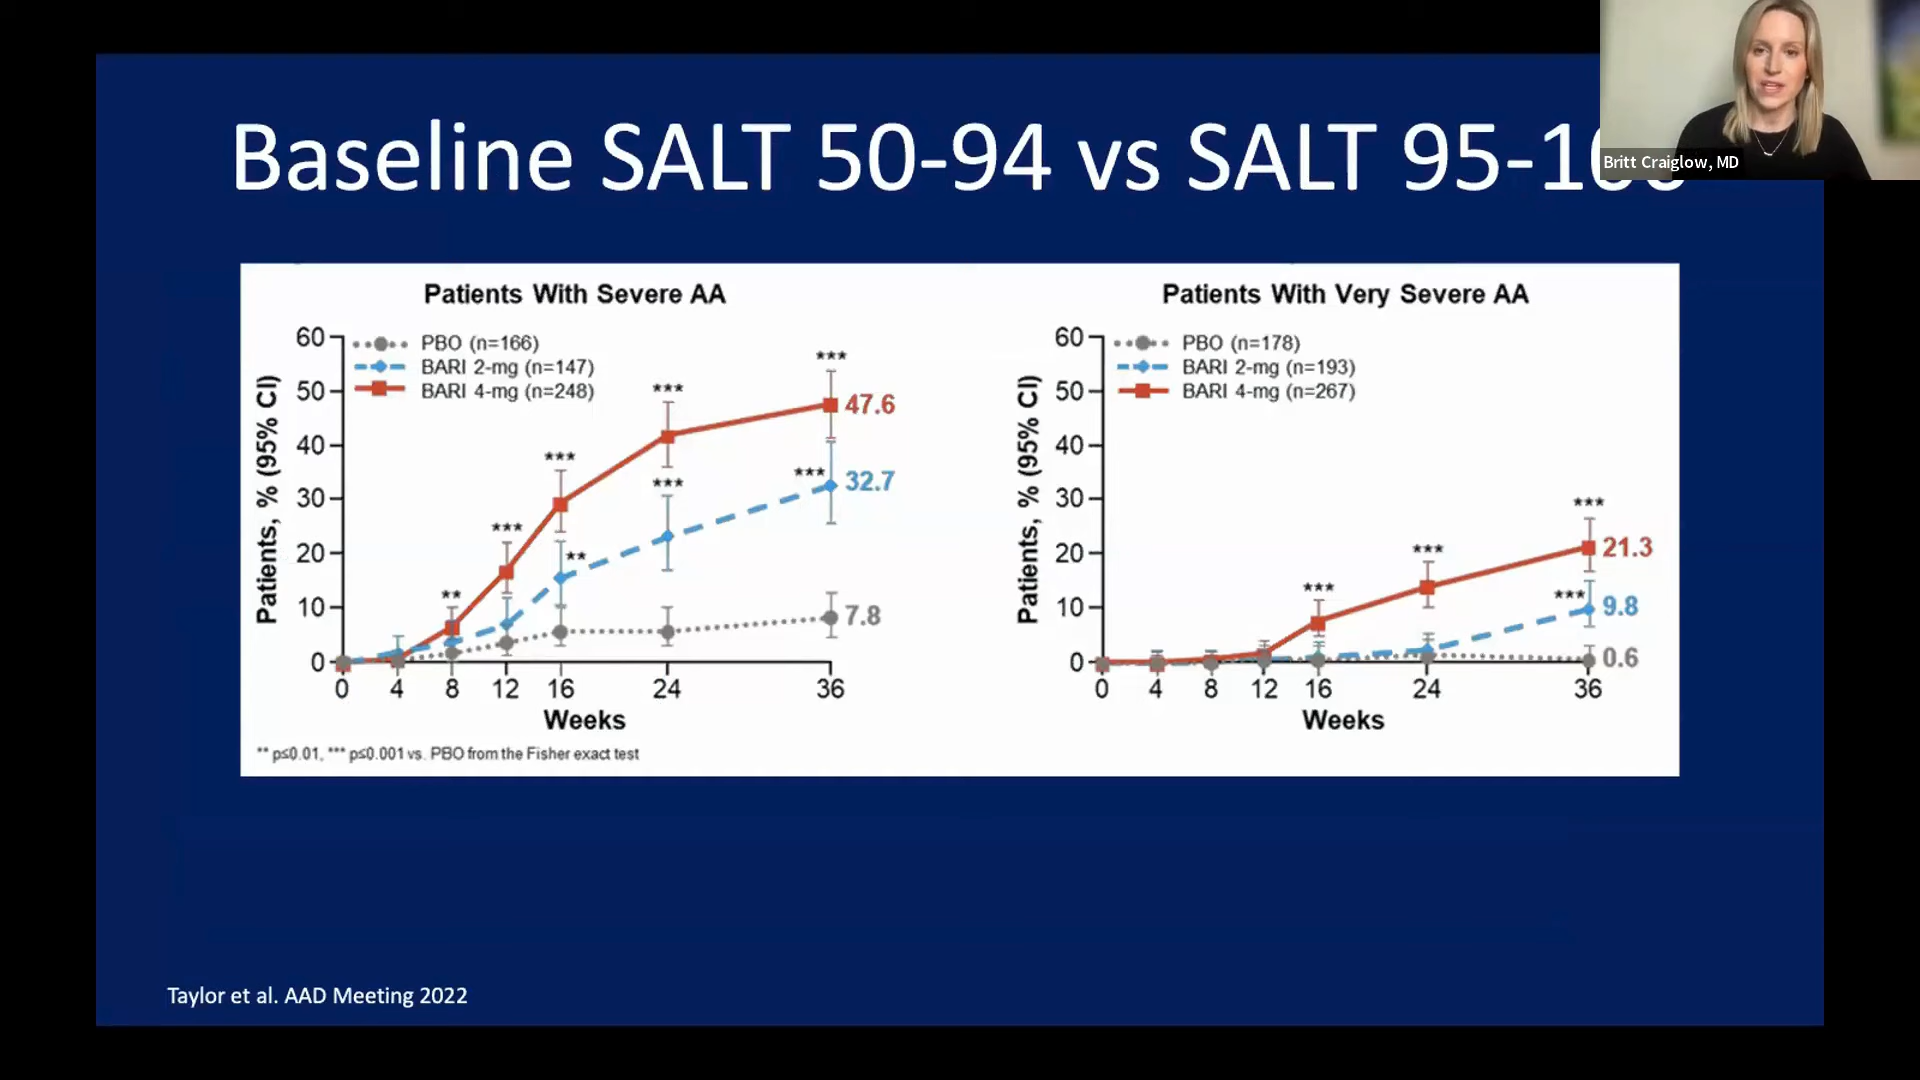 Baseline SALT 50-94 vs SALT 95-100
Britt Craiglow, MD
Patients With Severe AA
PBO (n=166)
BARI 2-mg (n=147)
BARI 4-mg (n=248)
Patients, % (95% CI)
60
50
40
30
20
10
0
**
***
***
**
***
***
***
***
47.6
32.7
7.8
0 4 8 12 16 24 36
Weeks
** p≤0.01, *** p≤0.001 vs. PBO from the Fisher exact test
Patients With Very Severe AA
PBO (n=178)
BARI 2-mg (n=193)
BARI 4-mg (n=267)
Patients, % (95% CI)
60
50
40
30
20
10
0
***
***
***
***
21.3
9.8
0.6
0 4 8 12 16 24 36
Weeks
Taylor et al. AAD Meeting 2022